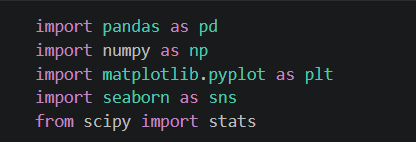 import pandas as pd
import numpy as np
import matplotlib.pyplot as plt
import seaborn as sns
from scipy import stats